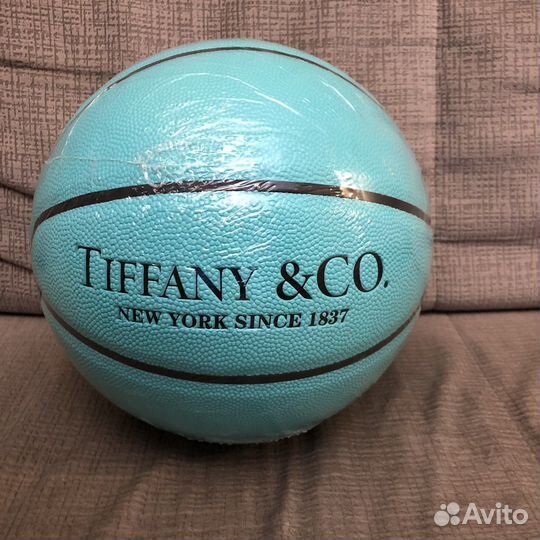 TIFFANY &CO.
NEW YORK SINCE 1837
Avito